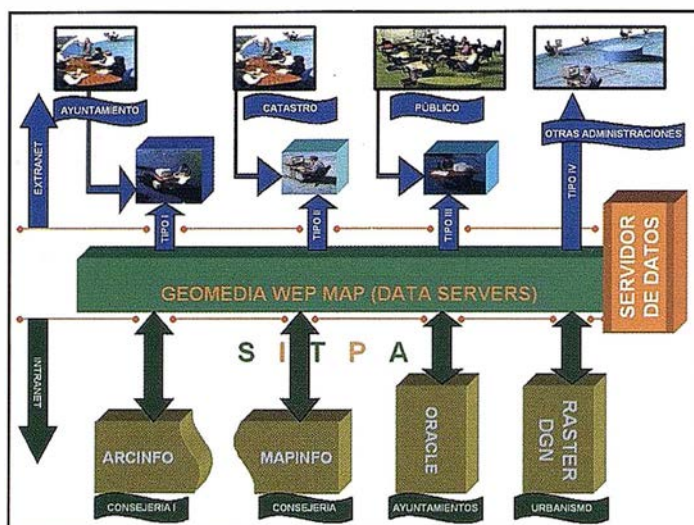 AYUNTAMIENTO
CATASTRO
PÚBLICO
OTRAS ADMINISTRACIONES
EXTRANET
TIPO I
TIPO II
TIPO III
TIPO IV
GEOMEDIA WEP MAP (DATA SERVERS)
SERVIDOR
DE DATOS
INTRANET
S I T P A
ARCINFO
MAPINFO
ORACLE
RASTER
DGN
CONSEJERIA I
CONSEJERIA
AYUNTAMIENTOS
URBANISMO